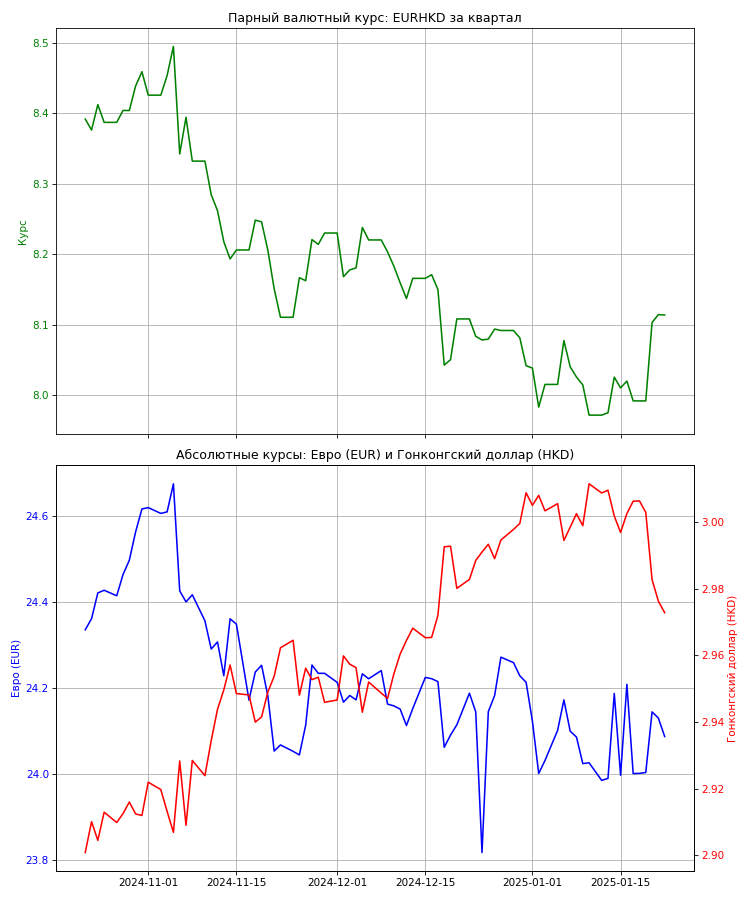 Парный валютный курс: EURHKD за квартал
8.5
8.4
8.3
8.2
8.1
8.0
Курс
Абсолютные курсы: Евро (EUR) и Гонконгский доллар (HKD)
24.6
24.4
24.2
24.0
23.8
Евро (EUR)
3.00
2.98
2.96
2.94
2.92
2.90
Гонконгский доллар (HKD)
2024-11-01 2024-11-15 2024-12-01 2024-12-15 2025-01-01 2025-01-15